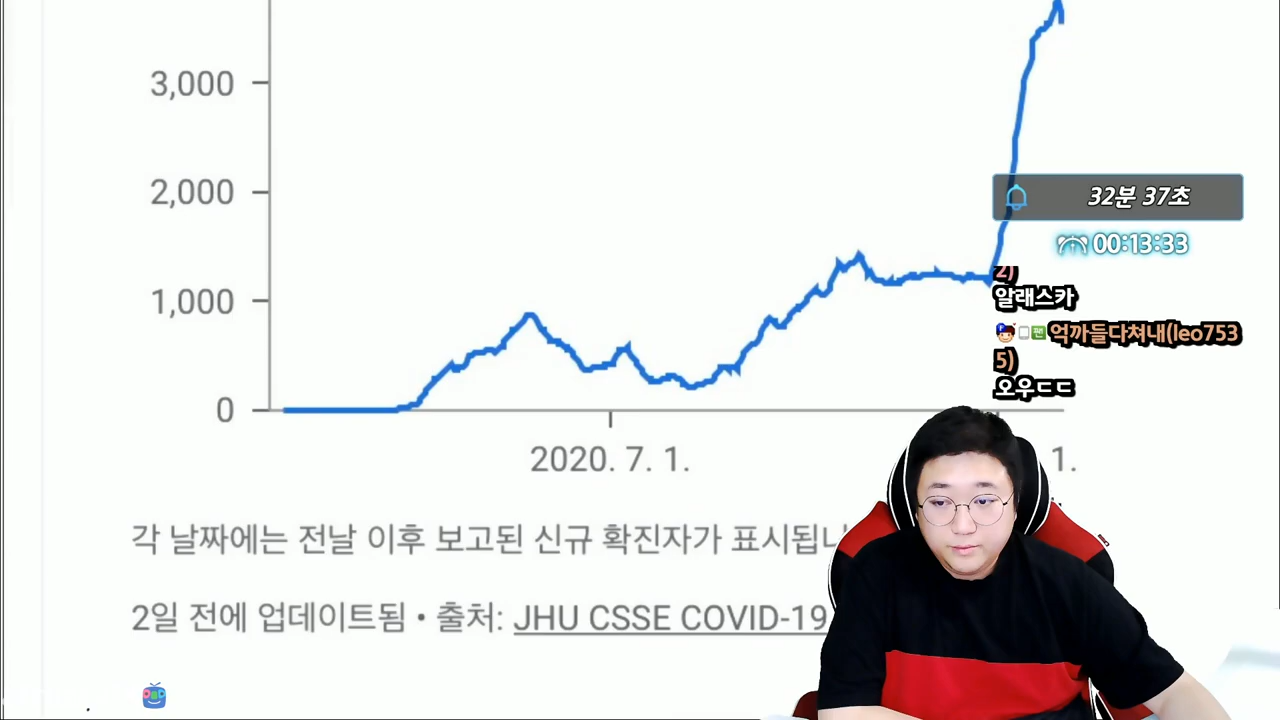 3,000
2,000
1,000
0
2020. 7. 1.
1.
32분 37초
00:13:33
2)
알래스카
억까들다쳐내(leo753
5)
오우ㄷㄷ
각 날짜에는 전날 이후 보고된 신규 확진자가 표시됩
2일 전에 업데이트됨 • 출처: JHU CSSE COVID-19